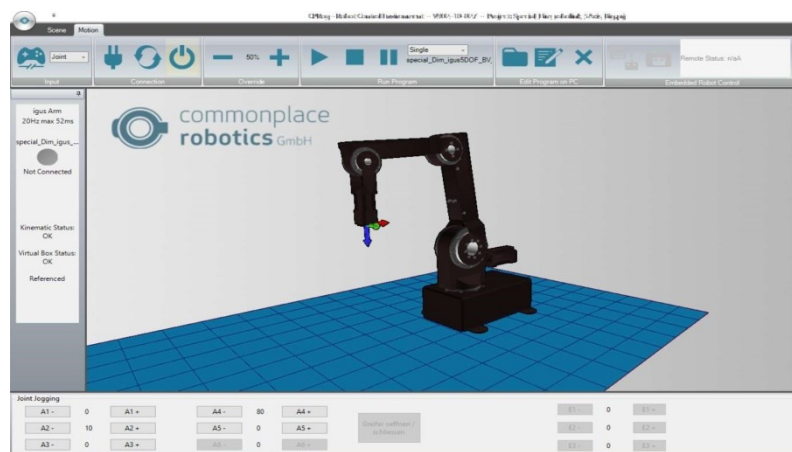 Scene Motion
Joint
50%
Single
special_Dim_igus5DOF_BV_
Remote Status: n/aA
Input
Connection
Override
Run Program
Edit Program on PC
Embedded Robot Control
igus Arm
20Hz max 52ms
special_Dim_igus_...
Not Connected
Kinematic Status:
OK
Virtual Box Status:
OK
Referenced
commonplace
robotics GmbH
Joint Jogging
A1 - 0 A1 + A4 - 80 A4 + E1 - 0 E1 +
A2 - 10 A2 + A5 - 0 A5 + E2 - 0 E2 +
A3 - 0 A3 + A6 - 0 A6 + E3 - 0 E3 +